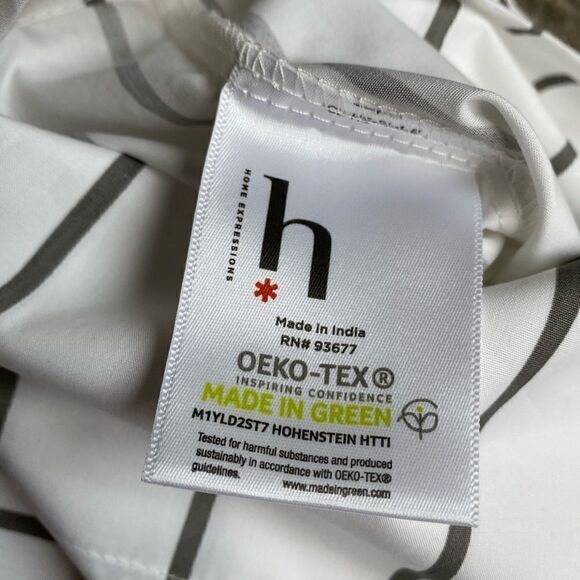 HOME EXPRESSIONS
h
Made in India
RN# 93677
OEKO-TEX®
INSPIRING CONFIDENCE
MADE IN GREEN
M1YLD2ST7 HOHENSTEIN HTTI
Tested for harmful substances and produced
sustainably in accordance with OEKO-TEX®
guidelines. www.madeingreen.com